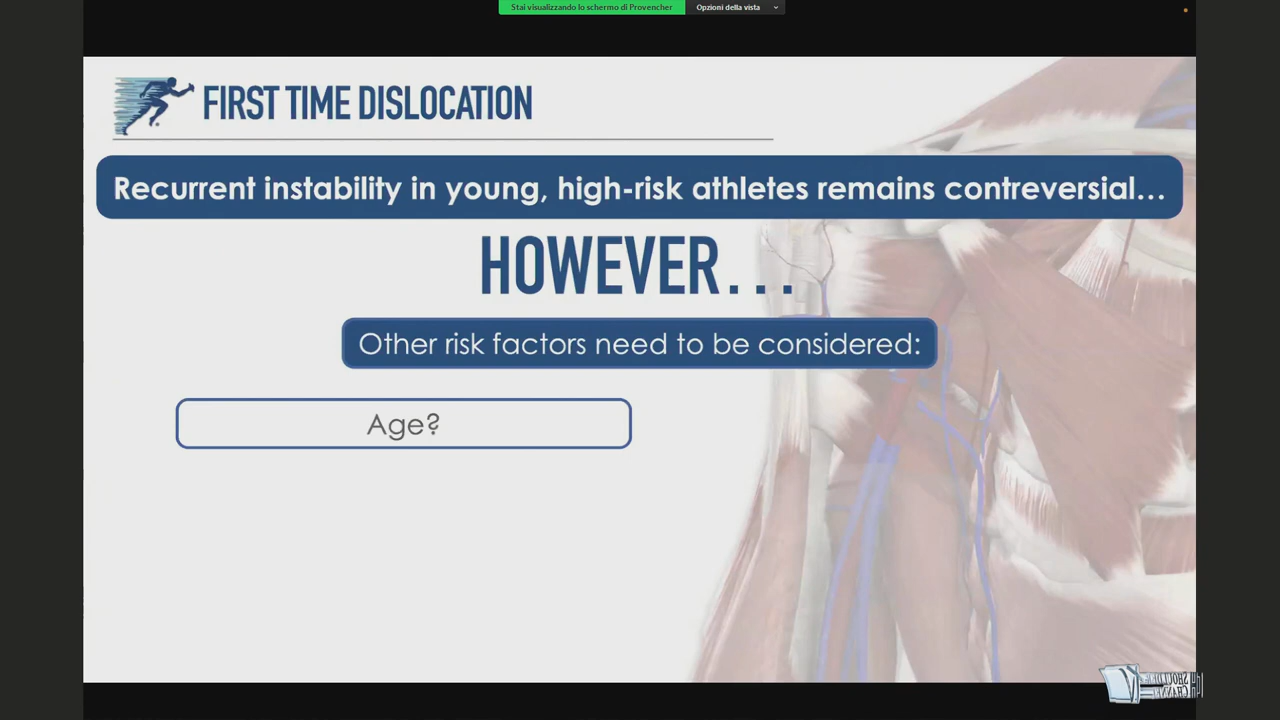 Stai visualizzando lo schermo di Provencher
Opzioni della vista
FIRST TIME DISLOCATION
Recurrent instability in young, high-risk athletes remains contreversial...
HOWEVER...
Other risk factors need to be considered:
Age?